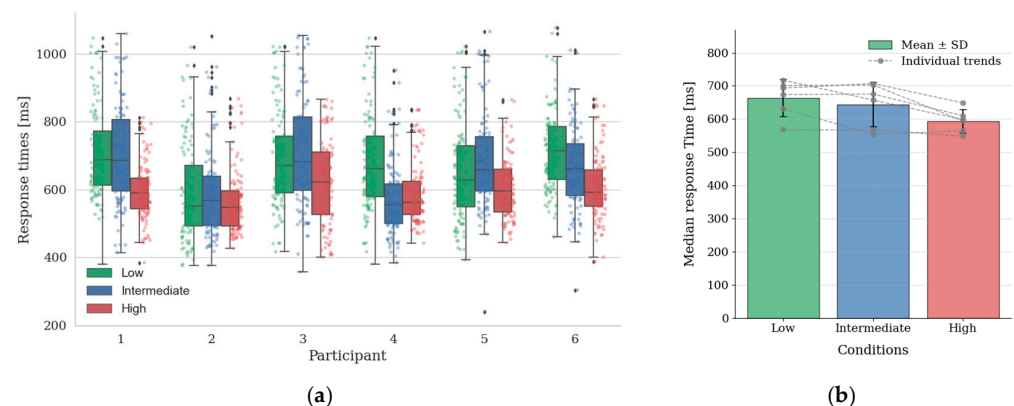 1000
800
600
400
200
Response times [ms]
Low
Intermediate
High
1 2 3 4 5 6
Participant
(a)
800
700
600
500
400
300
200
100
0
Median response Time [ms]
Mean ± SD
Individual trends
Low Intermediate High
Conditions
(b)